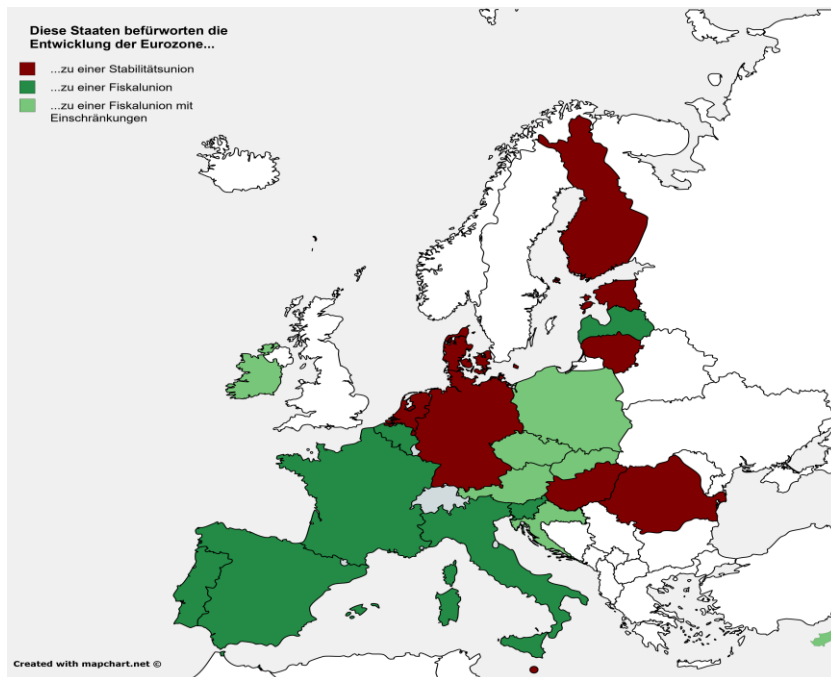 Diese Staaten befürworten die
Entwicklung der Eurozone...
...zu einer Stabilitätsunion
...zu einer Fiskalunion
...zu einer Fiskalunion mit
Einschränkungen
Created with mapchart.net ©